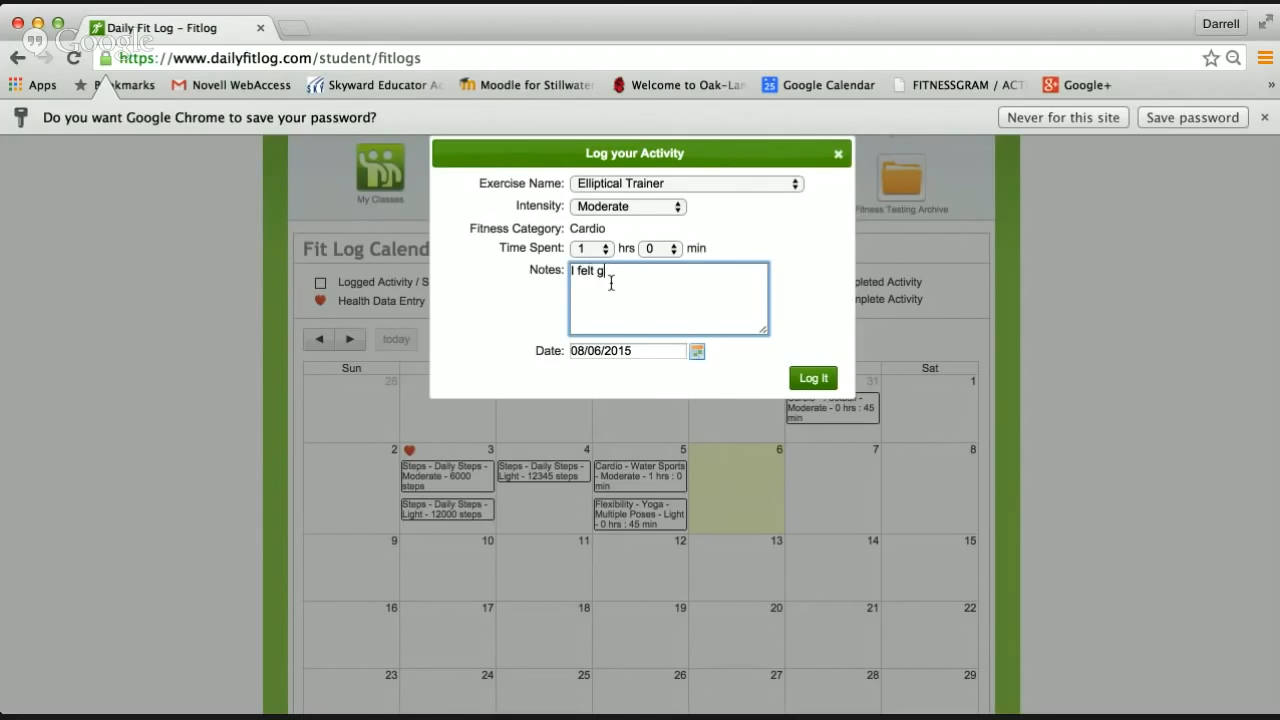 Daily Fit Log – Fitlog
Darrell
Google
https://www.dailyfitlog.com/student/fitlogs
Apps
Bookmarks
Novell WebAccess
Skyward Educator Ac
Moodle for Stillwater
Welcome to Oak-Lan
Google Calendar
FITNESSGRAM / ACT
Google+
»
Do you want Google Chrome to save your password?
Never for this site
Save password
Log your Activity
Exercise Name: Elliptical Trainer
Intensity: Moderate
Fitness Category: Cardio
Time Spent: 1 hrs 0 min
Notes: I felt g
Date: 08/06/2015
Log It
My Classes
Fitness Testing Archive
Fit Log Calend
Logged Activity / S
Health Data Entry
pleted Activity
plete Activity
today
Sun
Sat
26
31
1
Moderate - 0 hrs : 45
min
2
3
4
5
6
7
8
Steps - Daily Steps -
Moderate - 6000
steps
Steps - Daily Steps -
Light - 12000 steps
Steps - Daily Steps -
Light - 12345 steps
Cardio - Water Sports
- Moderate - 1 hrs : 0
min
Flexibility - Yoga -
Multiple Poses - Light
- 0 hrs : 45 min
9
10
11
12
13
14
15
16
17
18
19
20
21
22
23
24
25
26
27
28
29